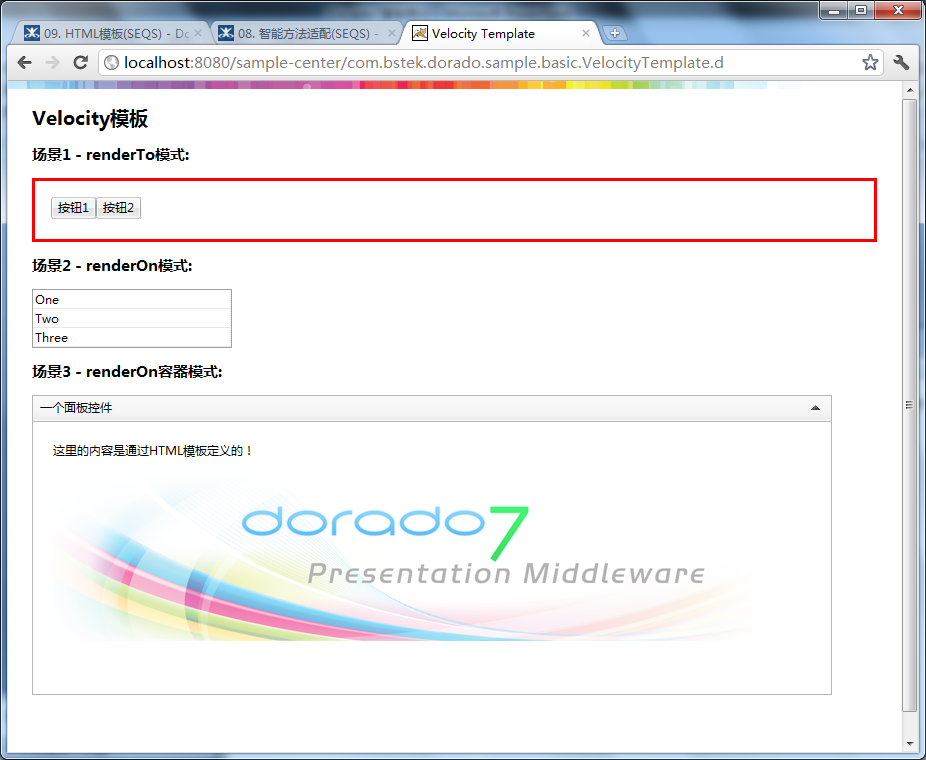 09. HTML模板(SEQS) - Do
08. 智能方法适配(SEQS) -
Velocity Template
localhost:8080/sample-center/com.bstek.dorado.sample.basic.VelocityTemplate.d
Velocity模板
场景1 - renderTo模式:
按钮1 按钮2
场景2 - renderOn模式:
One
Two
Three
场景3 - renderOn容器模式:
一个面板控件
这里的内容是通过HTML模板定义的！
dorado7
Presentation Middleware